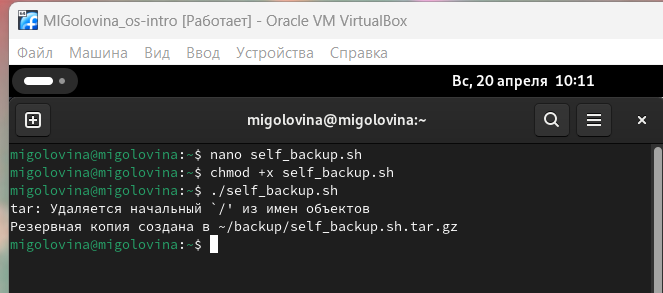 MIGolovina_os-intro [Работает] - Oracle VM VirtualBox
Файл Машина Вид Ввод Устройства Справка
Вс, 20 апреля 10:11
migolovina@migolovina:~
migolovina@migolovina:~$ nano self_backup.sh
migolovina@migolovina:~$ chmod +x self_backup.sh
migolovina@migolovina:~$ ./self_backup.sh
tar: Удаляется начальный `/' из имен объектов
Резервная копия создана в ~/backup/self_backup.sh.tar.gz
migolovina@migolovina:~$